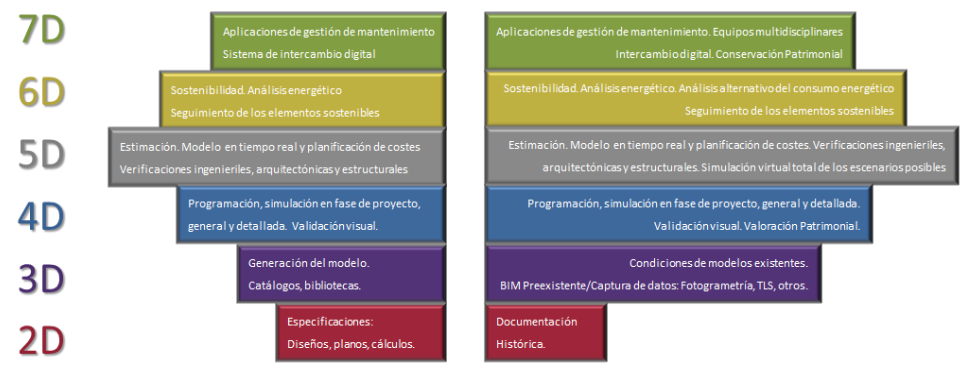 7D
Aplicaciones de gestión de mantenimiento
Sistema de intercambio digital
Aplicaciones de gestión de mantenimiento. Equipos multidisciplinares
Intercambio digital. Conservación Patrimonial
6D
Sostenibilidad. Análisis energético
Seguimiento de los elementos sostenibles
Sostenibilidad. Análisis energético. Análisis alternativo del consumo energético
Seguimiento de los elementos sostenibles
5D
Estimación. Modelo en tiempo real y planificación de costes
Verificaciones ingenieriles, arquitectónicas y estructurales
Estimación. Modelo en tiempo real y planificación de costes. Verificaciones ingenieriles,
arquitectónicas y estructurales. Simulación virtual total de los escenarios posibles
4D
Programación, simulación en fase de proyecto,
general y detallada. Validación visual.
Programación, simulación en fase de proyecto, general y detallada.
Validación visual. Valoración Patrimonial.
3D
Generación del modelo.
Catálogos, bibliotecas.
Condiciones de modelos existentes.
BIM Preexistente/Captura de datos: Fotogrametría, TLS, otros.
2D
Especificaciones:
Diseños, planos, cálculos.
Documentación
Histórica.